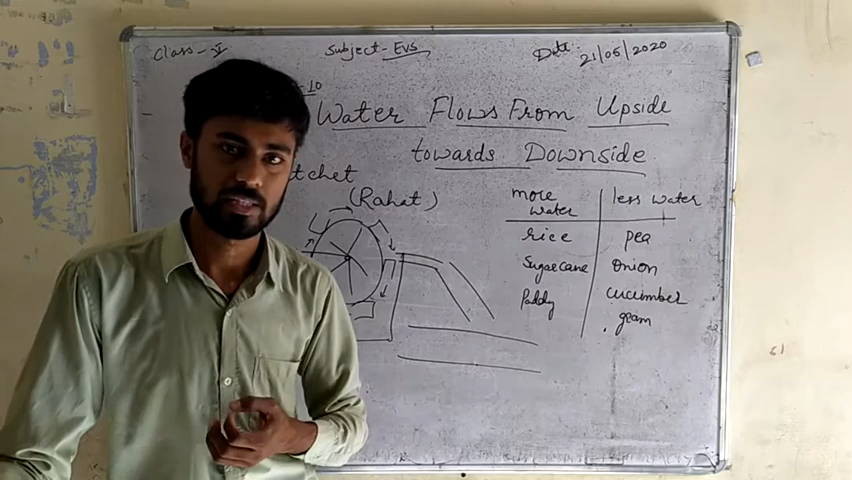 Class - V Subject - EVS Date: 21/05/2020
-10
Water Flows From Upside
towards Downside
tchet
(Rahat)
more water | less water
rice | pea
Sugarcane | Onion
Paddy | cucumber
gram